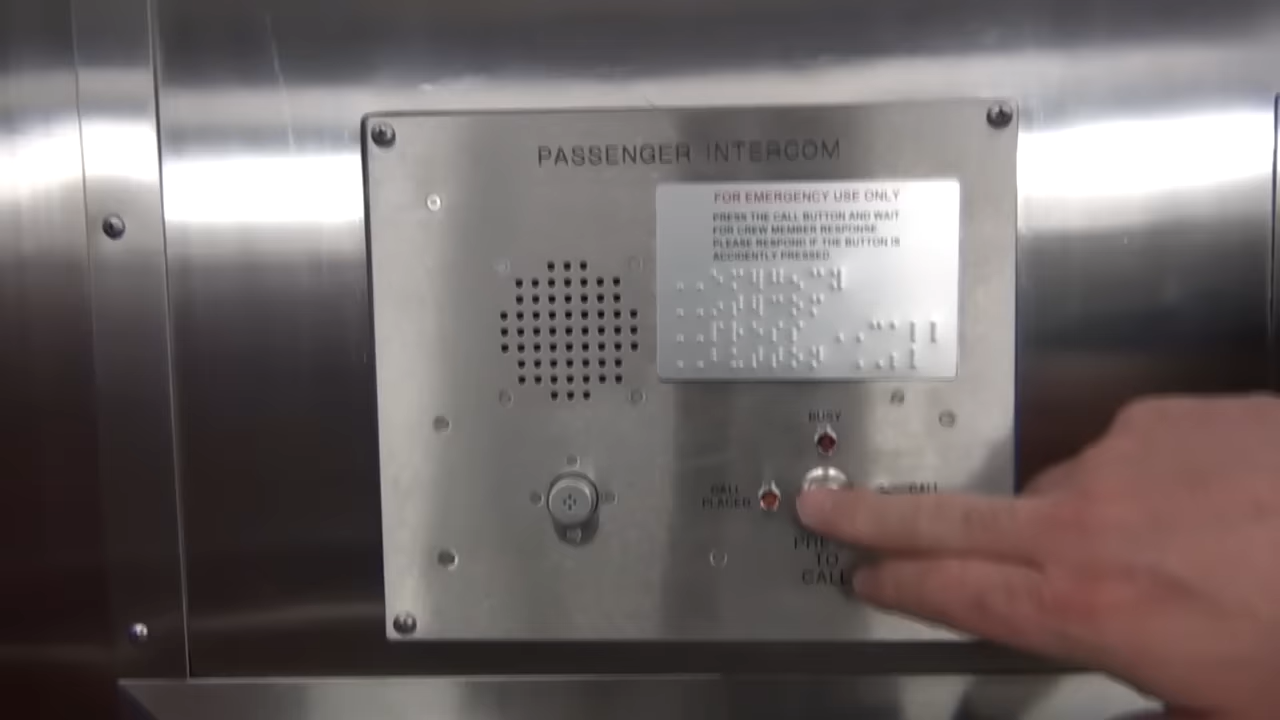 PASSENGER INTERCOM
FOR EMERGENCY USE ONLY
PRESS THE CALL BUTTON AND WAIT
FOR CREW MEMBER RESPONSE
PLEASE RESPOND IF THE BUTTON IS
ACCIDENTLY PRESSED
BUSY
CALL
PLACED
CALL
TO
CALL